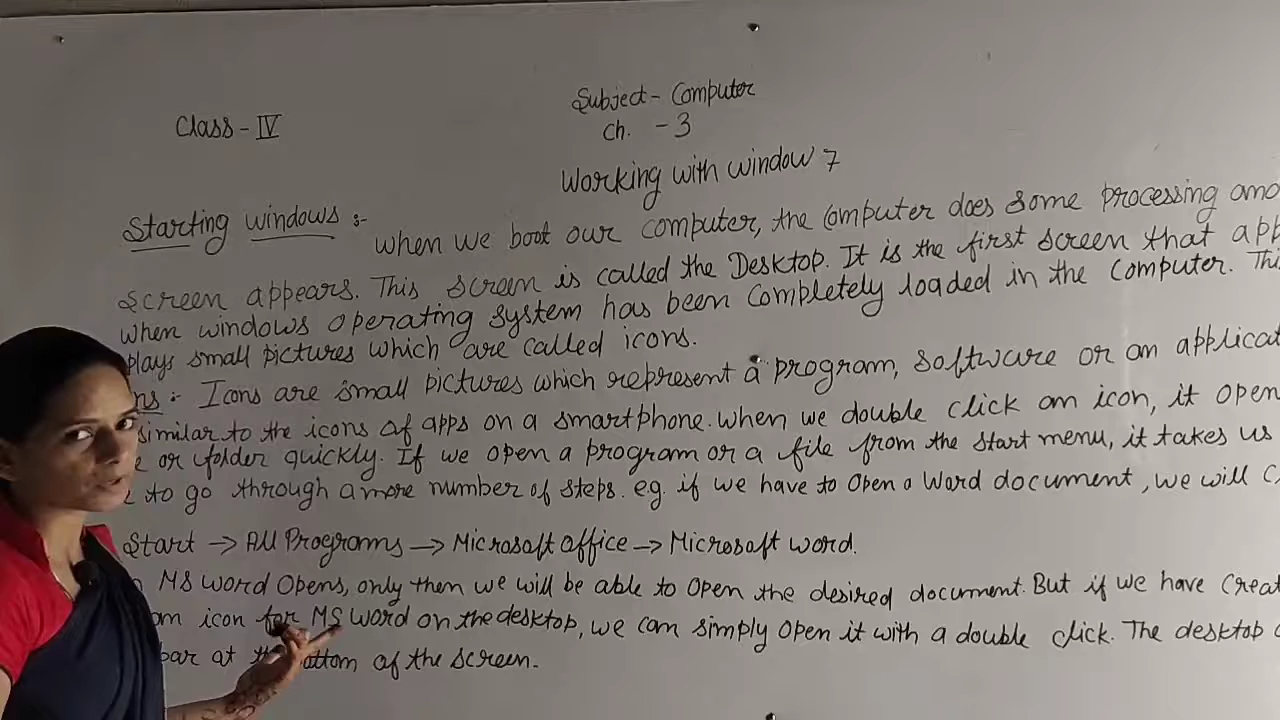 Class - IV
Subject - Computer
Ch. - 3
Working with window 7
Starting windows :-
when we boot our computer, the computer does some processing
screen appears. This screen is called the Desktop. It is the first screen that
when windows operating system has been completely loaded in the computer.
plays small pictures which are called icons.
ns :- Icons are small pictures which represent a program, software or an
similar to the icons of apps on a smartphone. when we double click an icon, it open
or folder quickly. If we open a program or a file from the start menu, it takes us
to go through a more number of steps. eg. if we have to open a Word document, we will
Start → All Programs → Microsoft office → Microsoft word.
MS word Opens, only then we will be able to open the desired document. But if we have
icon for MS word on the desktop, we can simply open it with a double click. The desktop
bar at the bottom of the screen.